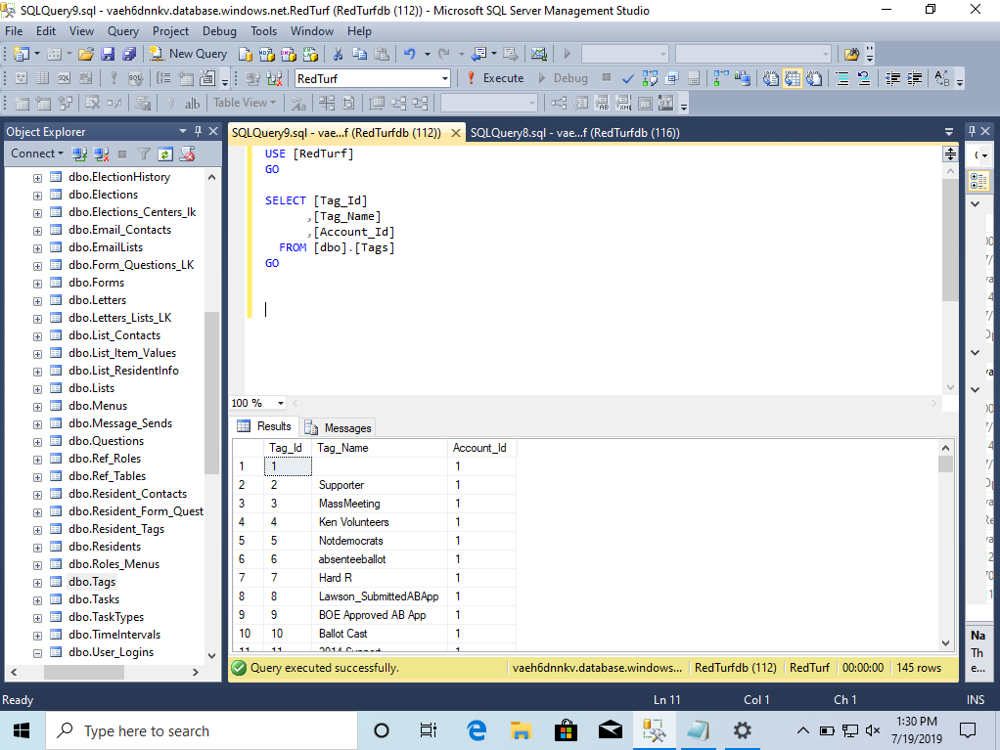 SQLQuery9.sql - vaeh6dnnkv.database.windows.net.RedTurf (RedTurfdb (112)) - Microsoft SQL Server Management Studio
File Edit View Query Project Debug Tools Window Help
New Query
RedTurf Execute Debug
Table View
Object Explorer
Connect
dbo.ElectionHistory
dbo.Elections
dbo.Elections_Centers_lk
dbo.Email_Contacts
dbo.EmailLists
dbo.Form_Questions_LK
dbo.Forms
dbo.Letters
dbo.Letters_Lists_LK
dbo.List_Contacts
dbo.List_Item_Values
dbo.List_ResidentInfo
dbo.Lists
dbo.Menus
dbo.Message_Sends
dbo.Questions
dbo.Ref_Roles
dbo.Ref_Tables
dbo.Resident_Contacts
dbo.Resident_Form_Quest
dbo.Resident_Tags
dbo.Residents
dbo.Roles_Menus
dbo.Tags
dbo.Tasks
dbo.TaskTypes
dbo.TimeIntervals
dbo.User_Logins
SQLQuery9.sql - vae...f (RedTurfdb (112)) SQLQuery8.sql - vae...f (RedTurfdb (116))
USE [RedTurf]
GO
SELECT [Tag_Id]
,[Tag_Name]
,[Account_Id]
FROM [dbo].[Tags]
GO
100 %
Results Messages
Tag_Id Tag_Name Account_Id
1 1 1
2 2 Supporter 1
3 3 MassMeeting 1
4 4 Ken Volunteers 1
5 5 Notdemocrats 1
6 6 absenteeballot 1
7 7 Hard R 1
8 8 Lawson_SubmittedABApp 1
9 9 BOE Approved AB App 1
10 10 Ballot Cast 1
Query executed successfully. vaeh6dnnkv.database.windows... RedTurfdb (112) RedTurf 00:00:00 145 rows
Na
Th
e...
Ready Ln 11 Col 1 Ch 1 INS
Type here to search
1:30 PM
7/19/2019